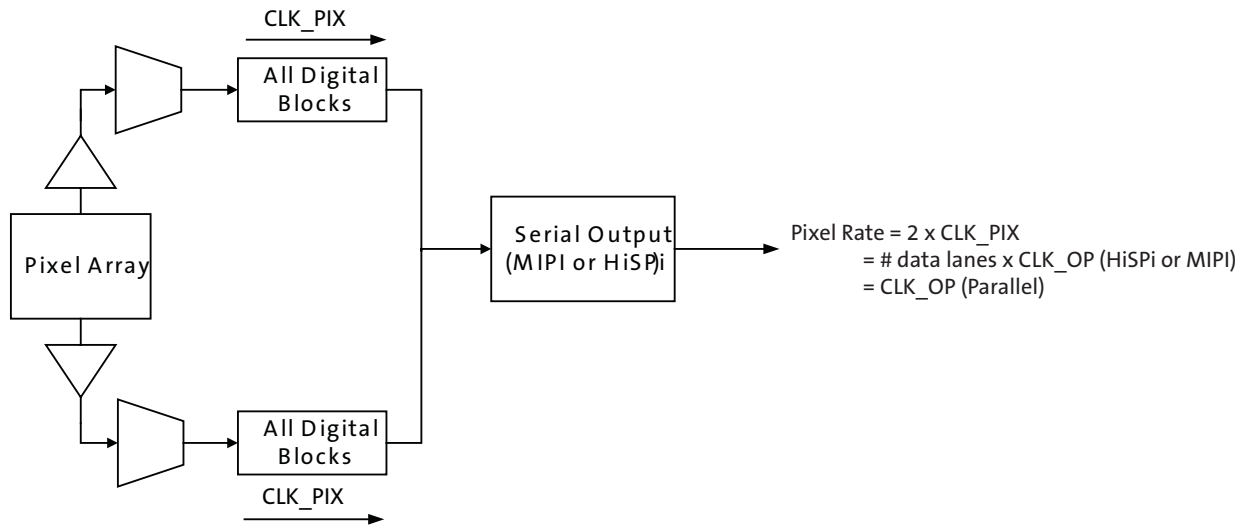 CLK_PIX
All Digital
Blocks
Pixel Array
Serial Output
(MIPI or HiSP)i
Pixel Rate = 2 x CLK_PIX
= # data lanes x CLK_OP (HiSPi or MIPI)
= CLK_OP (Parallel)
All Digital
Blocks
CLK_PIX